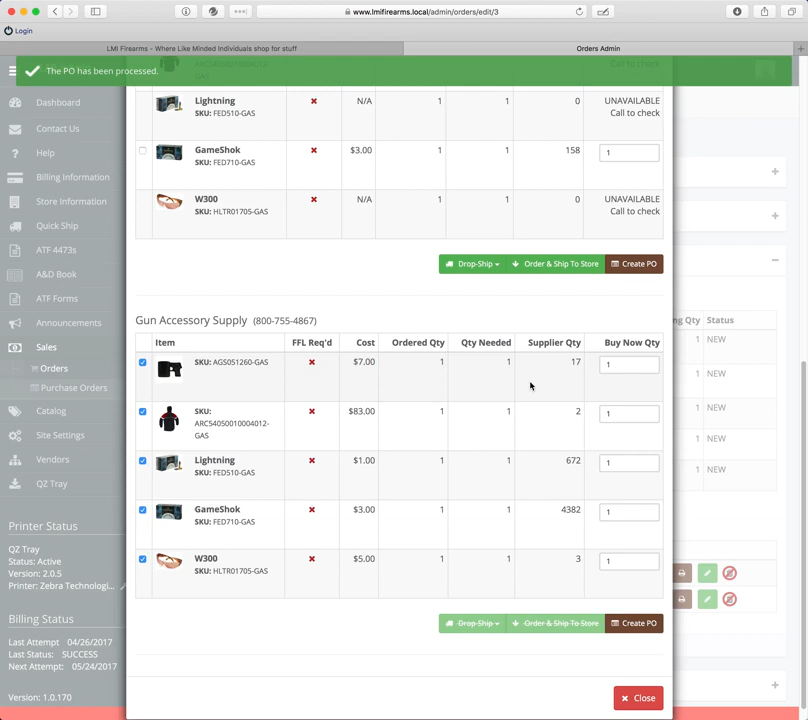 www.lmifirearms.local/admin/orders/edit/3
Login
LMI Firearms - Where Like Minded Individuals shop for stuff
Orders Admin
The PO has been processed.
ARC54050010004012-
GAS
Call to check
Lightning
SKU: FED510-GAS
N/A 1 1 0 UNAVAILABLE
Call to check
GameShok
SKU: FED710-GAS
$3.00 1 1 158 1
W300
SKU: HLTR01705-GAS
N/A 1 1 0 UNAVAILABLE
Call to check
Drop-Ship Order & Ship To Store Create PO
Gun Accessory Supply (800-755-4867)
Item FFL Req'd Cost Ordered Qty Qty Needed Supplier Qty Buy Now Qty
SKU: AGS051260-GAS $7.00 1 1 17 1
SKU:
ARC54050010004012-
GAS
$83.00 1 1 2 1
Lightning
SKU: FED510-GAS
$1.00 1 1 672 1
GameShok
SKU: FED710-GAS
$3.00 1 1 4382 1
W300
SKU: HLTR01705-GAS
$5.00 1 1 3 1
Drop-Ship Order & Ship To Store Create PO
Close
Dashboard
Contact Us
Help
Billing Information
Store Information
Quick Ship
ATF 4473s
A&D Book
ATF Forms
Announcements
Sales
Orders
Purchase Orders
Catalog
Site Settings
Vendors
QZ Tray
Printer Status
QZ Tray
Status: Active
Version: 2.0.5
Printer: Zebra Technologi...
Billing Status
Last Attempt 04/26/2017
Last Status: SUCCESS
Next Attempt: 05/24/2017
Version: 1.0.170
ng Qty Status
1 NEW
1 NEW
1 NEW
1 NEW
1 NEW